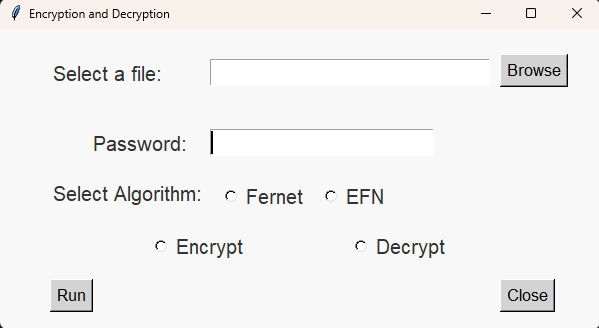 Encryption and Decryption
Select a file: Browse
Password:
Select Algorithm: Fernet EFN
Encrypt Decrypt
Run Close